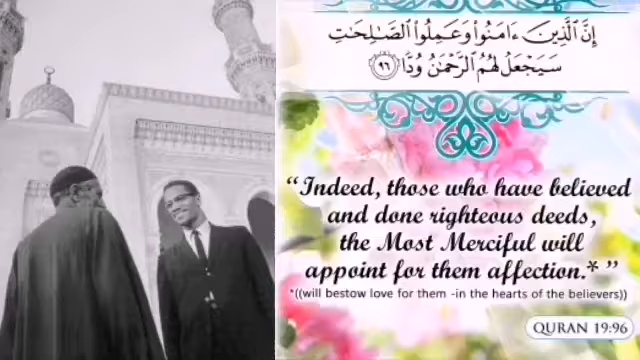 إِنَّ ٱلَّذِينَ ءَامَنُوا۟ وَعَمِلُوا۟ ٱلصَّـٰلِحَـٰتِ
سَيَجْعَلُ لَهُمُ ٱلرَّحْمَـٰنُ وُدًّا ٩٦
“Indeed, those who have believed
and done righteous deeds,
the Most Merciful will
appoint for them affection.* ”
*((will bestow love for them -in the hearts of the believers))
QURAN 19:96